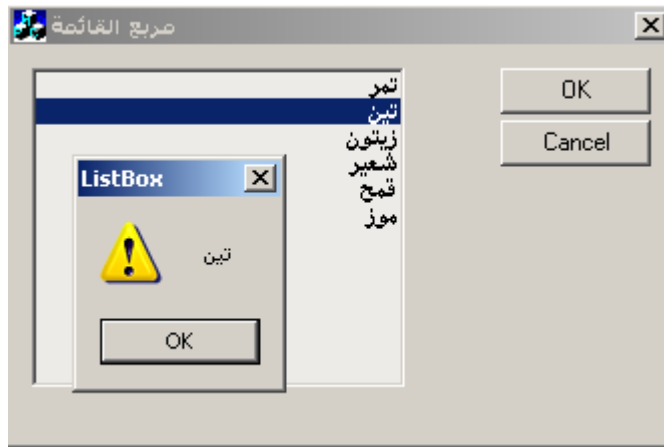 مربع القائمة
تمر
تين
زيتون
شعير
قمح
موز
OK
Cancel
ListBox
تين
OK